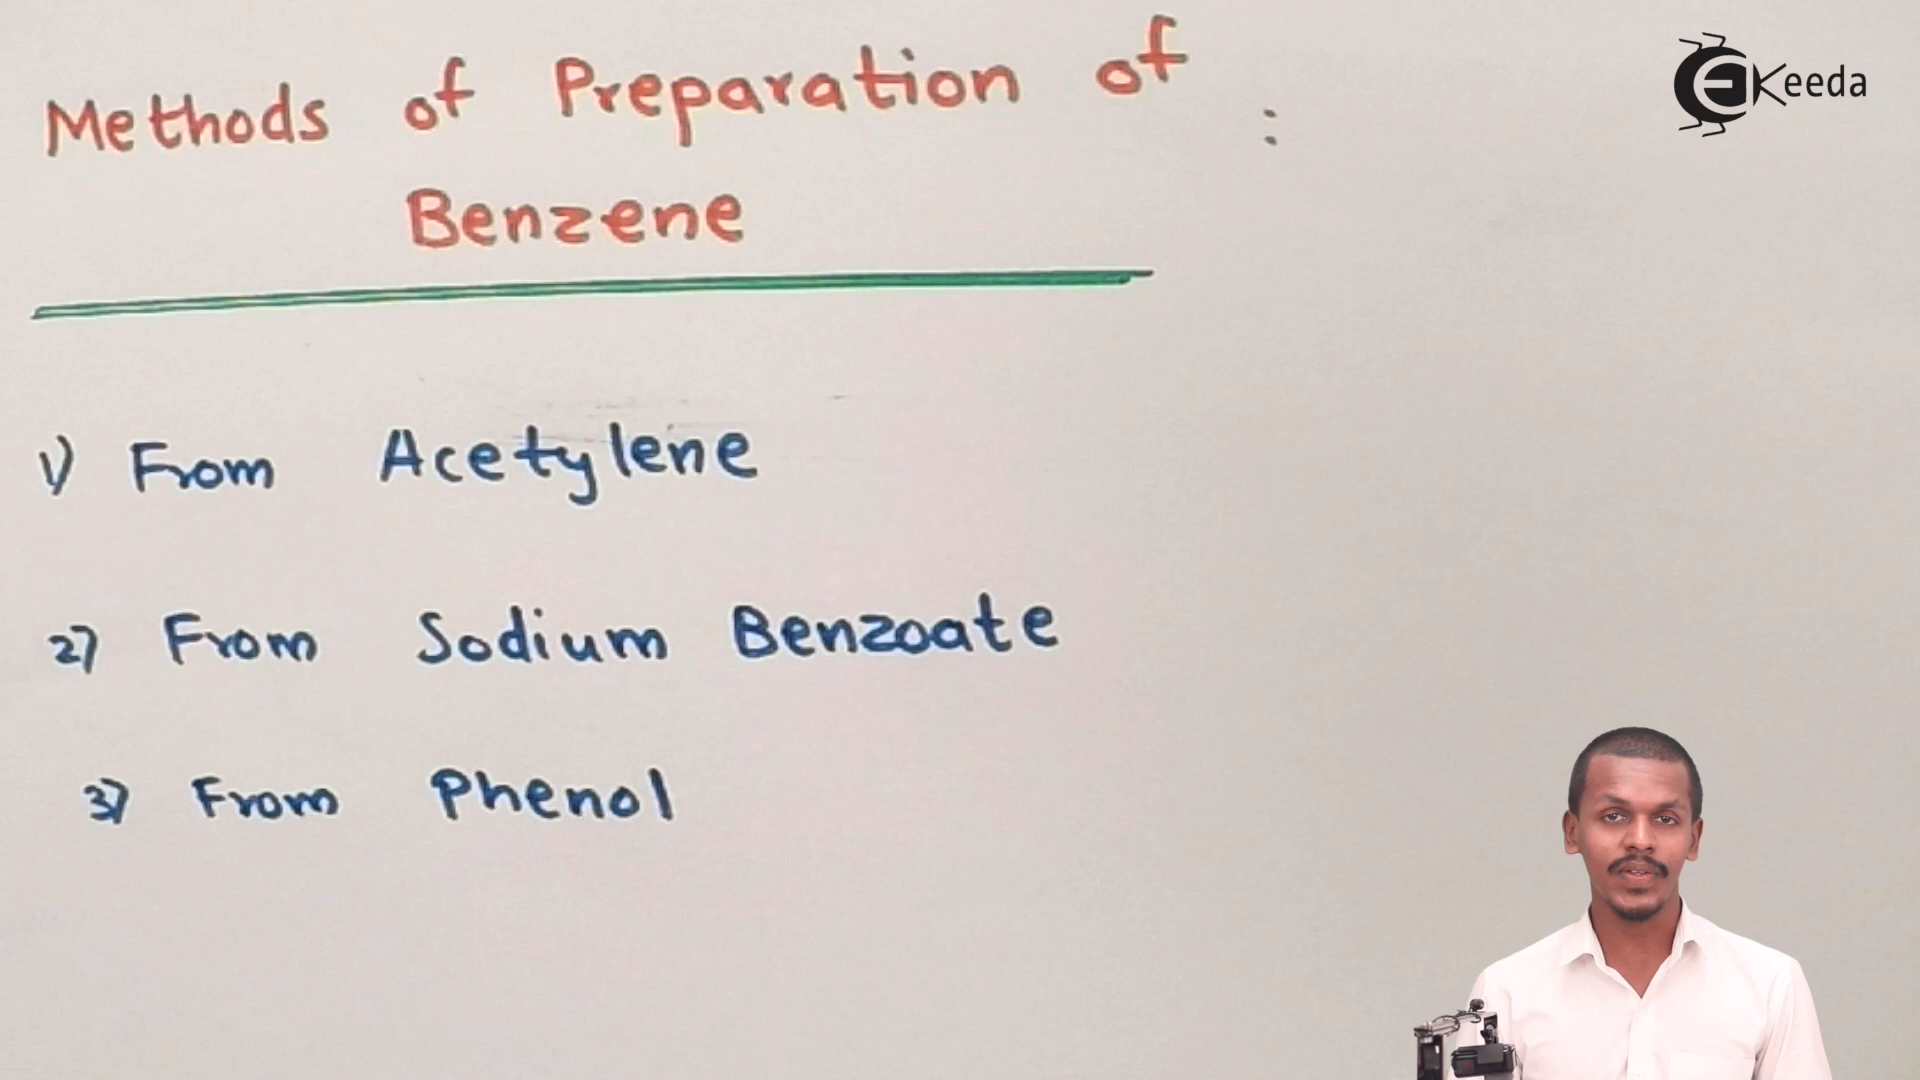 Methods of Preparation of :
Benzene
1) From Acetylene
2) From Sodium Benzoate
3) From Phenol
EKeeda